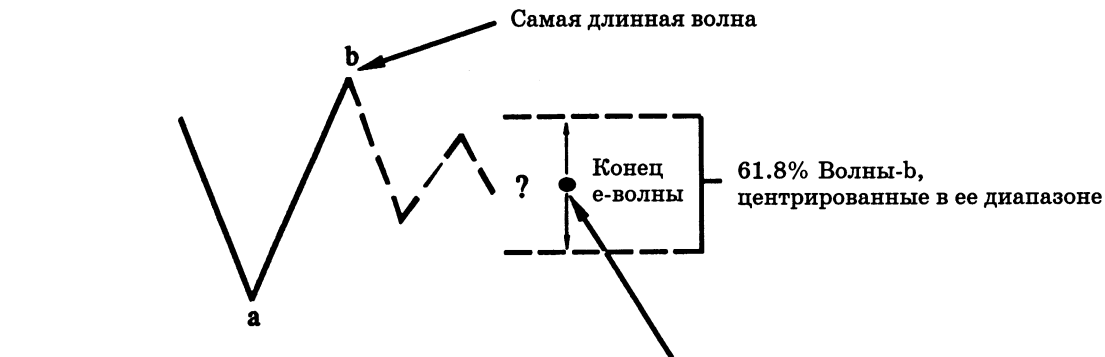 Самая длинная волна
b
Конец
е-волны
?
61.8% Волны-b,
центрированные в ее диапазоне
a